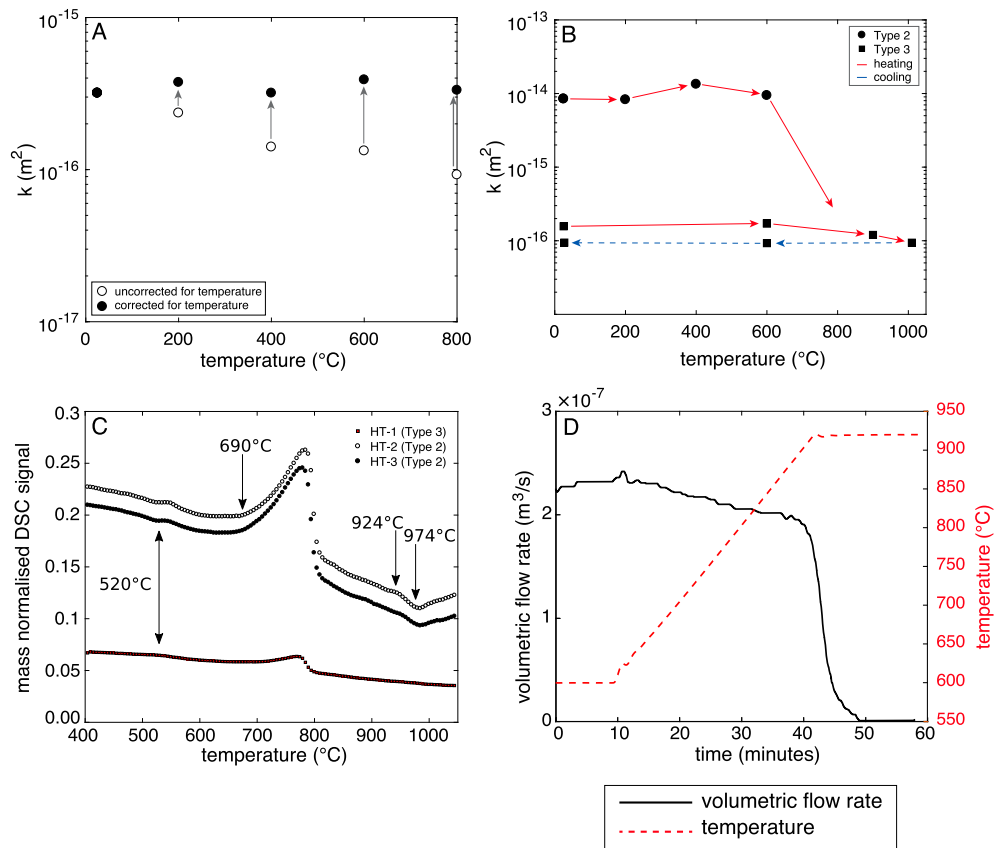 A
k (m²)
10⁻¹⁵
10⁻¹⁶
10⁻¹⁷
uncorrected for temperature
corrected for temperature
0 200 400 600 800
temperature (°C)
B
k (m²)
10⁻¹³
10⁻¹⁴
10⁻¹⁵
10⁻¹⁶
Type 2
Type 3
heating
cooling
0 200 400 600 800 1000
temperature (°C)
C
mass normalised DSC signal
0.3
0.25
0.2
0.15
0.1
0.05
0.00
HT-1 (Type 3)
HT-2 (Type 2)
HT-3 (Type 2)
690°C
924°C
974°C
520°C
400 500 600 700 800 900 1000
temperature (°C)
D
×10⁻⁷
volumetric flow rate (m³/s)
3
2
1
0
950
900
850
800
750
700
650
600
550
temperature (°C)
0 10 20 30 40 50 60
time (minutes)
volumetric flow rate
temperature